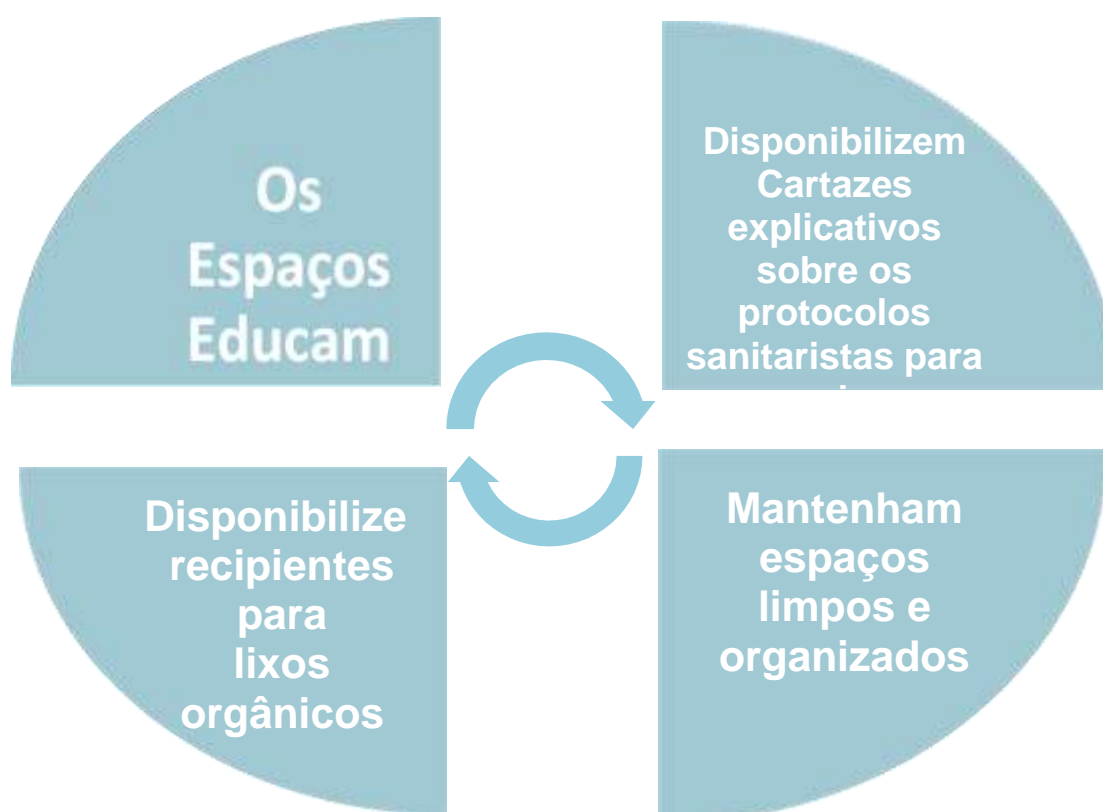 Os
Espaços
Educam
Disponibilizem
Cartazes
explicativos
sobre os
protocolos
sanitaristas para
Mantenham
espaços
limpos e
organizados
Disponibilize
recipientes
para
lixos
orgânicos